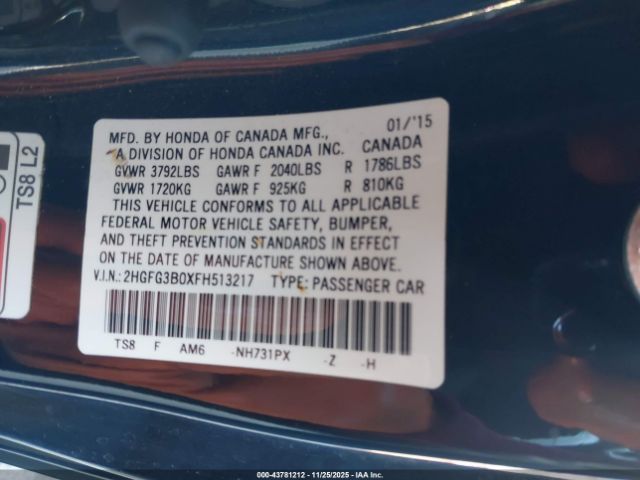 01/'15
MFD. BY HONDA OF CANADA MFG., CANADA
A DIVISION OF HONDA CANADA INC.
GVWR 3792LBS GAWR F 2040LBS R 1786LBS
GVWR 1720KG GAWR F 925KG R 810KG
THIS VEHICLE CONFORMS TO ALL APPLICABLE
FEDERAL MOTOR VEHICLE SAFETY, BUMPER,
AND THEFT PREVENTION STANDARDS IN EFFECT
ON THE DATE OF MANUFACTURE SHOWN ABOVE.
V.I.N.: 2HGFG3B0XFH513217 TYPE: PASSENGER CAR
TS8 F AM6 -NH731PX -Z -H
TS8 L2
00-43781212 - 11/25/2025 - IAA Inc.